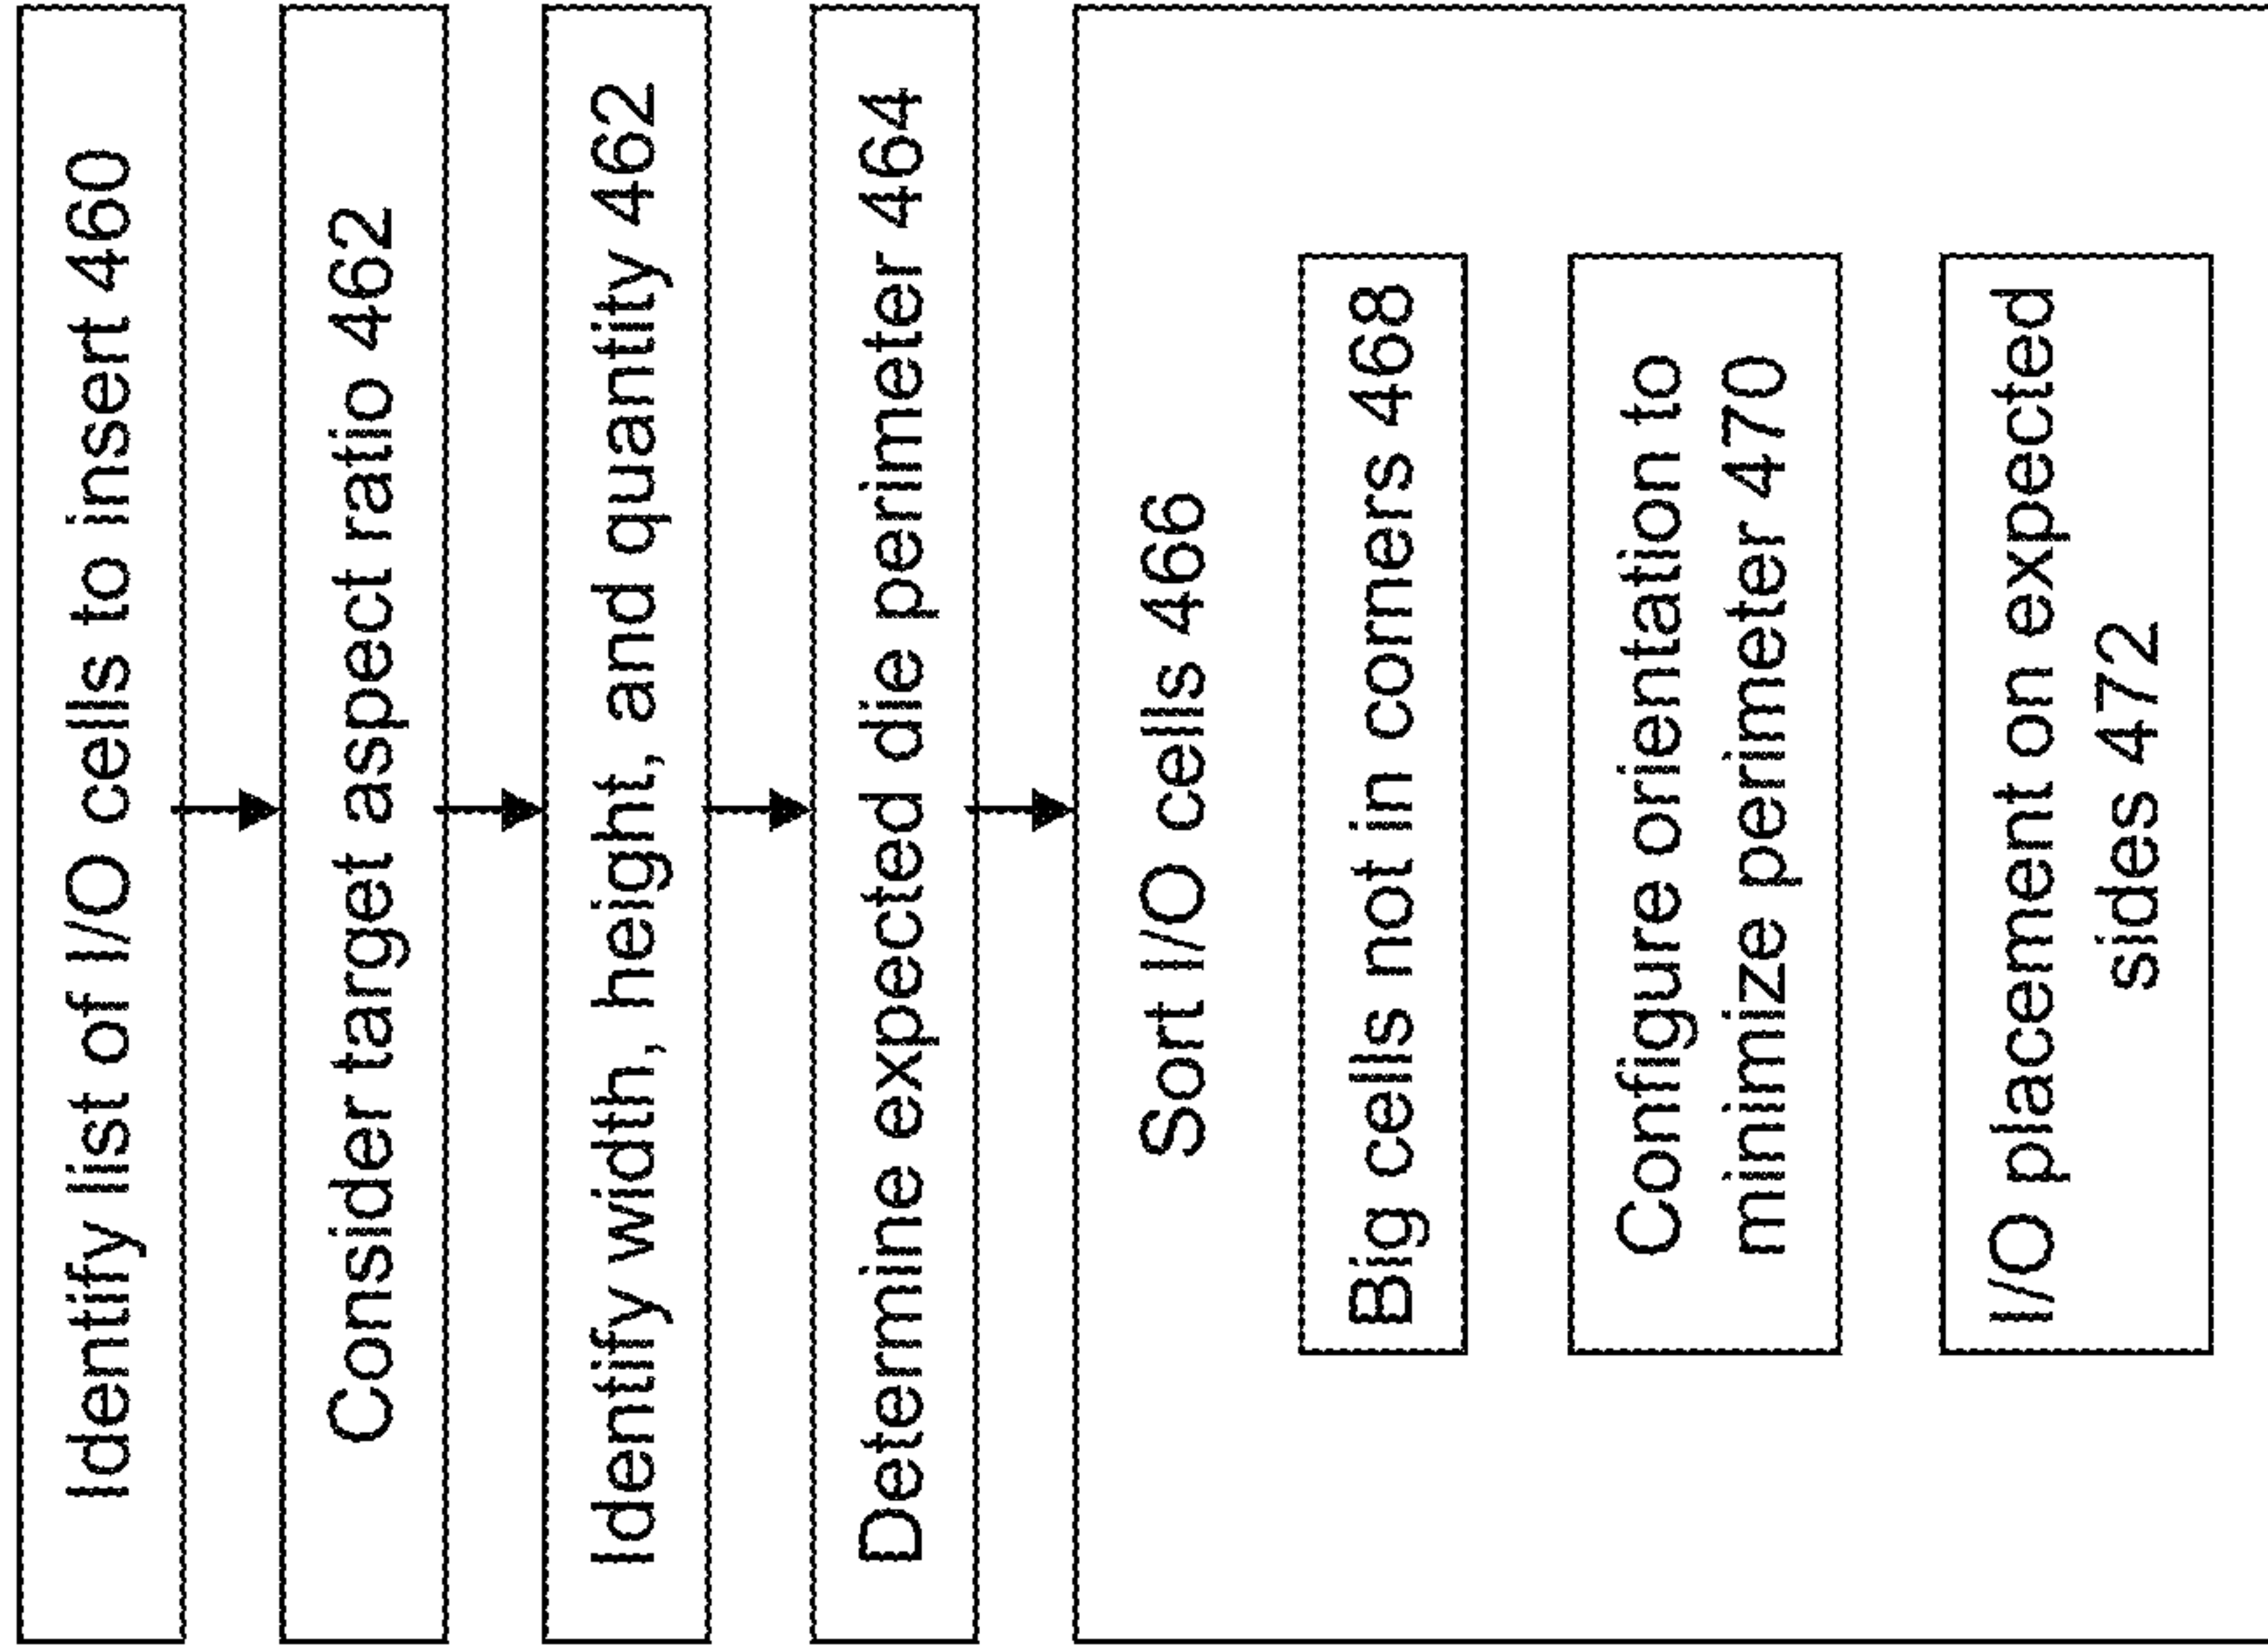 Identify list of I/O cells to insert 460
Consider target aspect ratio 462
Identify width, height, and quantity 462
Determine expected die perimeter 464
Sort I/O cells 466
Big cells not in corners 468
Configure orientation to
minimize perimeter 470
I/O placement on expected
sides 472